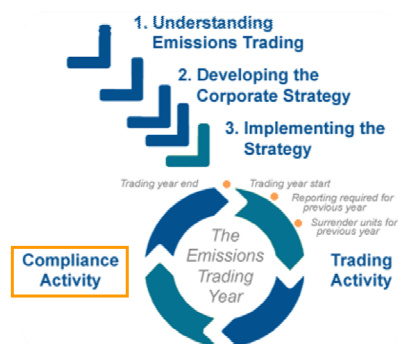 1. Understanding
Emissions Trading
2. Developing the
Corporate Strategy
3. Implementing the
Strategy
Trading year end
Trading year start
Reporting required for
previous year
Surrender units for
previous year
The
Emissions
Trading
Year
Compliance
Activity
Trading
Activity